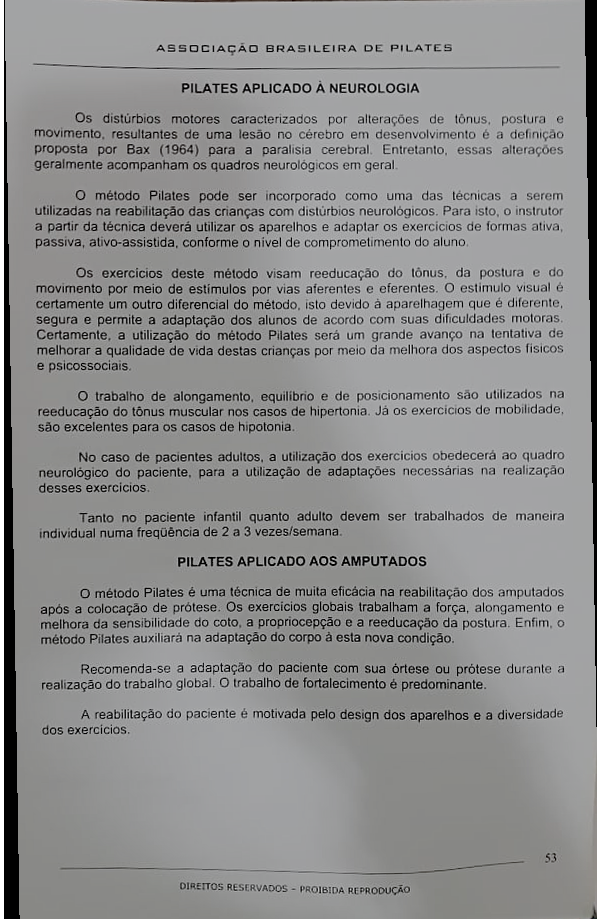 ASSOCIAÇÃO BRASILEIRA DE PILATES
PILATES APLICADO À NEUROLOGIA
Os distúrbios motores caracterizados por alterações de tônus, postura e
movimento, resultantes de uma lesão no cérebro em desenvolvimento é a definição
proposta por Bax (1964) para a paralisia cerebral. Entretanto, essas alterações
geralmente acompanham os quadros neurológicos em geral.
O método Pilates pode ser incorporado como uma das técnicas a serem
utilizadas na reabilitação das crianças com distúrbios neurológicos. Para isto, o instrutor
a partir da técnica deverá utilizar os aparelhos e adaptar os exercícios de formas ativa,
passiva, ativo-assistida, conforme o nível de comprometimento do aluno.
Os exercícios deste método visam reeducação do tônus, da postura e do
movimento por meio de estímulos por vias aferentes e eferentes. O estímulo visual é
certamente um outro diferencial do método, isto devido à aparelhagem que é diferente,
segura e permite a adaptação dos alunos de acordo com suas dificuldades motoras.
Certamente, a utilização do método Pilates será um grande avanço na tentativa de
melhorar a qualidade de vida destas crianças por meio da melhora dos aspectos físicos
e psicossociais.
O trabalho de alongamento, equilíbrio e de posicionamento são utilizados na
reeducação do tônus muscular nos casos de hipertonia. Já os exercícios de mobilidade,
são excelentes para os casos de hipotonia.
No caso de pacientes adultos, a utilização dos exercícios obedecerá ao quadro
neurológico do paciente, para a utilização de adaptações necessárias na realização
desses exercícios.
Tanto no paciente infantil quanto adulto devem ser trabalhados de maneira
individual numa freqüência de 2 a 3 vezes/semana.
PILATES APLICADO AOS AMPUTADOS
O método Pilates é uma técnica de muita eficácia na reabilitação dos amputados
após a colocação de prótese. Os exercícios globais trabalham a força, alongamento e
melhora da sensibilidade do coto, a propriocepção e a reeducação da postura. Enfim, o
método Pilates auxiliará na adaptação do corpo à esta nova condição.
Recomenda-se a adaptação do paciente com sua órtese ou prótese durante a
realização do trabalho global. O trabalho de fortalecimento é predominante.
A reabilitação do paciente é motivada pelo design dos aparelhos e a diversidade
dos exercícios.
53
DIREITOS RESERVADOS - PROIBIDA REPRODUÇÃO